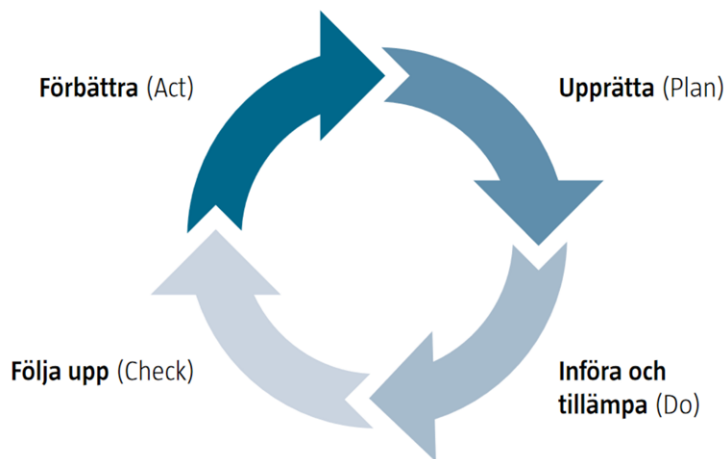 Förbättra (Act)
Upprätta (Plan)
Följa upp (Check)
Införa och
tillämpa (Do)